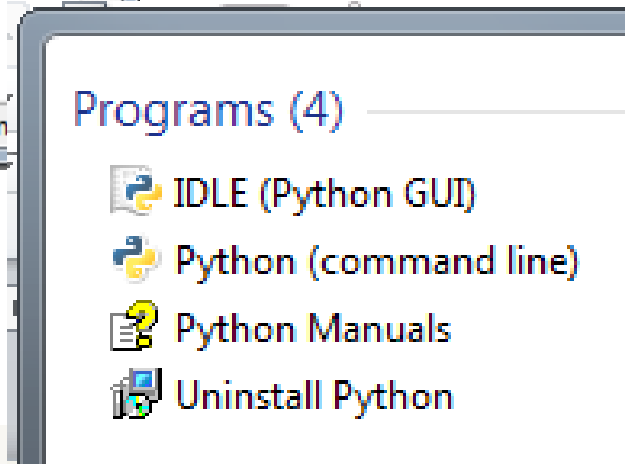 Programs (4)
IDLE (Python GUI)
Python (command line)
Python Manuals
Uninstall Python